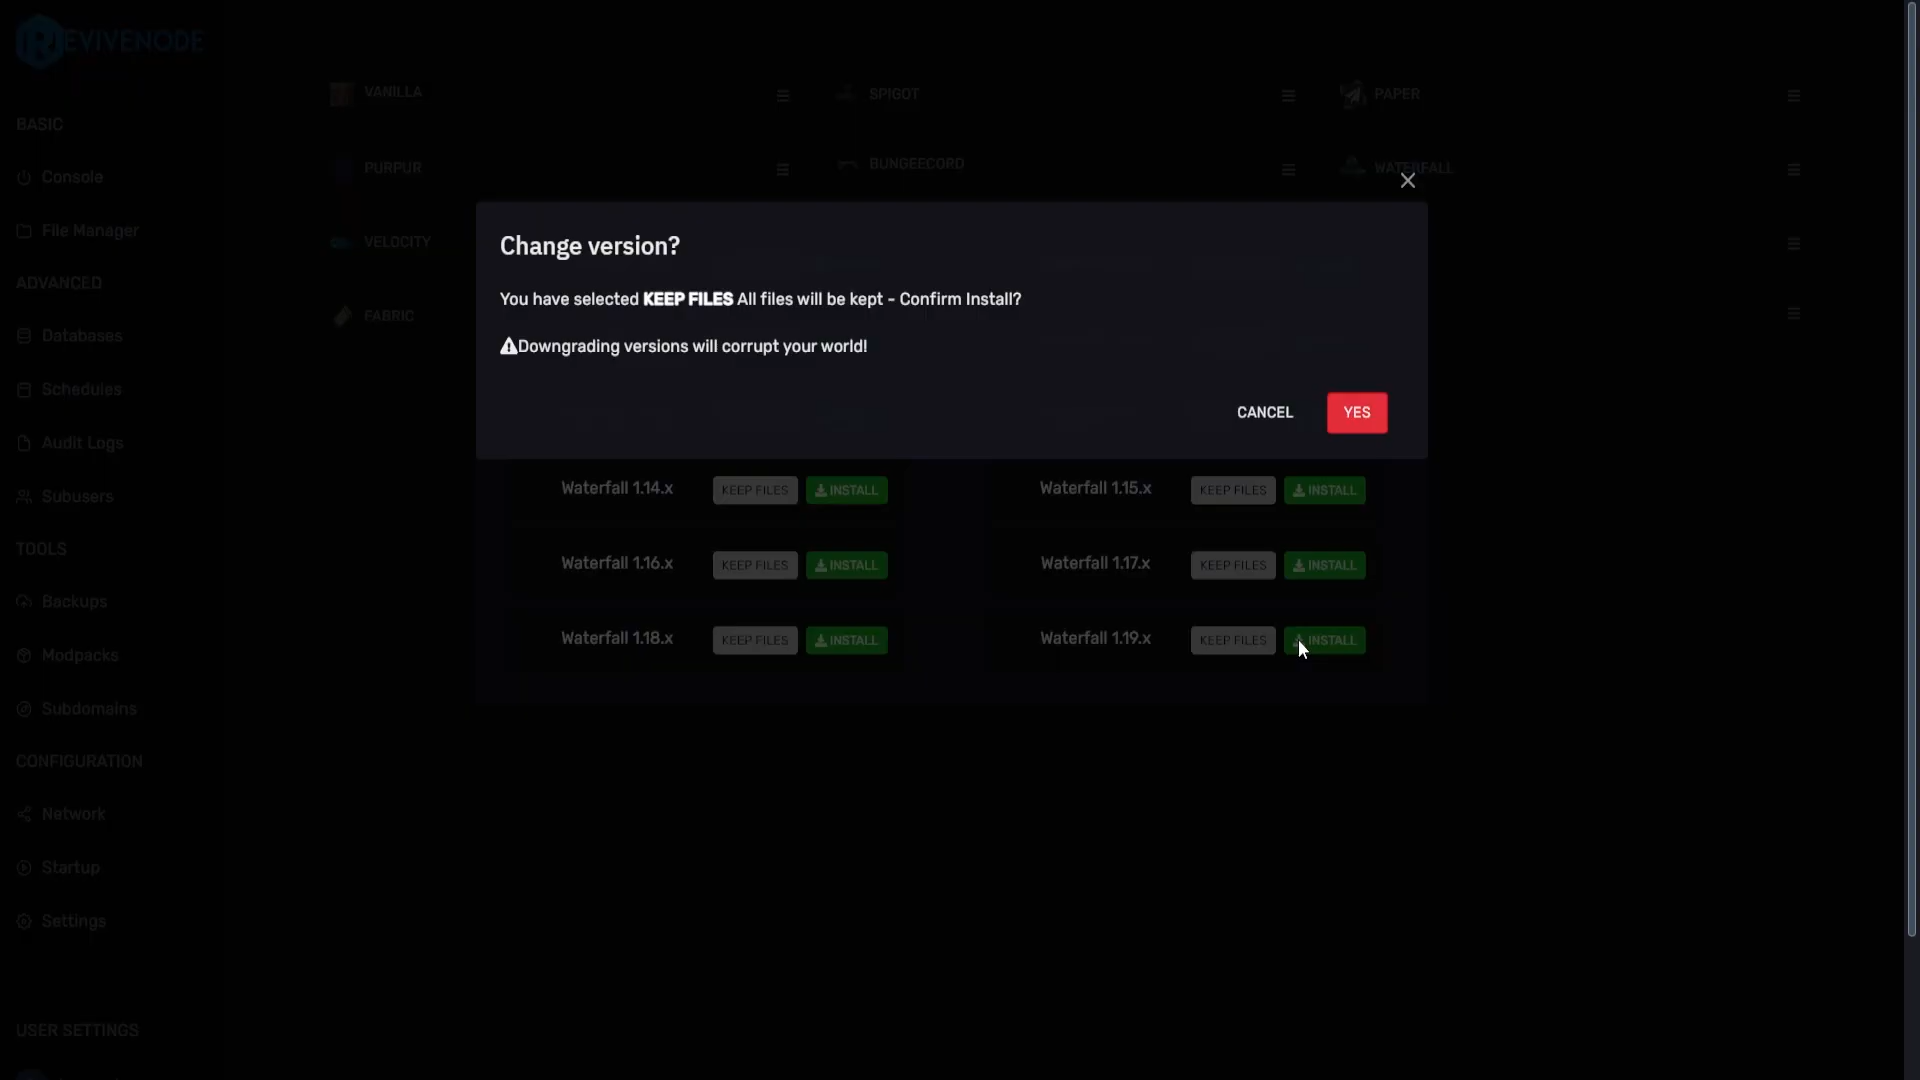 REVIVENODE
VANILLA
SPIGOT
PAPER
BASIC
PURPUR
BUNGEECORD
WATERFALL
Console
File Manager
VELOCITY
Change version?
ADVANCED
You have selected KEEP FILES All files will be kept - Confirm Install?
FABRIC
Databases
Downgrading versions will corrupt your world!
Schedules
CANCEL
YES
Audit Logs
Subusers
Waterfall 1.14.x KEEP FILES INSTALL
Waterfall 1.15.x KEEP FILES INSTALL
TOOLS
Waterfall 1.16.x KEEP FILES INSTALL
Waterfall 1.17.x KEEP FILES INSTALL
Backups
Waterfall 1.18.x KEEP FILES INSTALL
Waterfall 1.19.x KEEP FILES INSTALL
Modpacks
Subdomains
CONFIGURATION
Network
Startup
Settings
USER SETTINGS